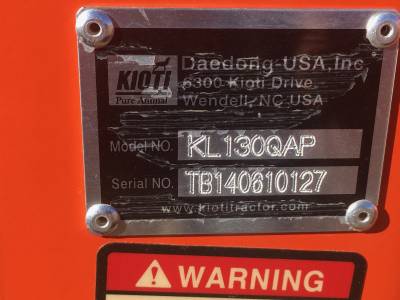 KIOTI
Pure Animal
Daedong-USA,Inc
6300 Kioti Drive
Wendell, NC USA
Model NO. KL130QAP
Serial NO. TB140610127
www.kiotitractor.com
WARNING